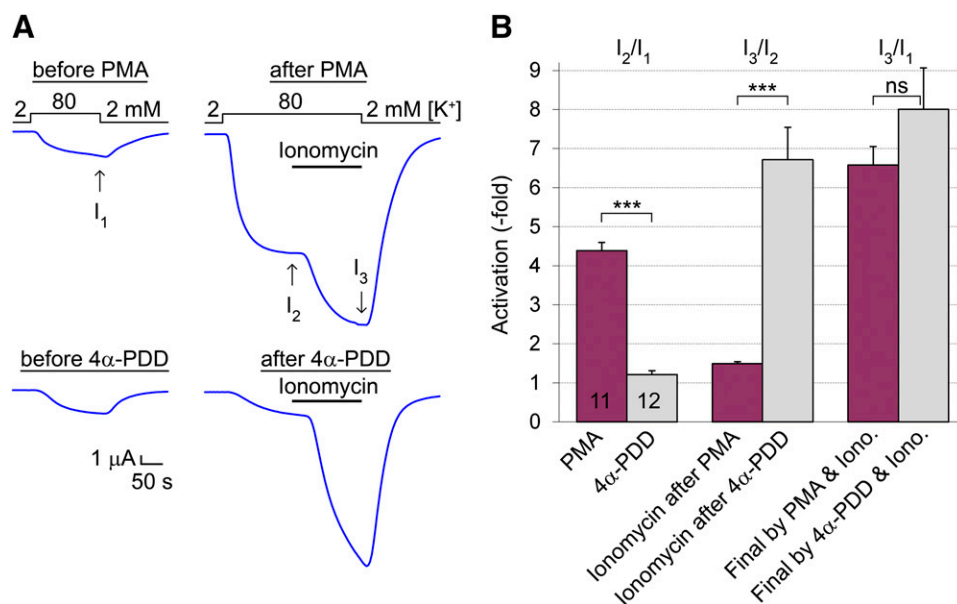 A
before PMA
after PMA
2 80 2 mM
2 80 2 mM [K⁺]
Ionomycin
I₁
I₂
I₃
before 4α-PDD
after 4α-PDD
Ionomycin
1 μA
50 s
B
I₂/I₁ I₃/I₂ I₃/I₁
Activation (-fold)
9
8
7
6
5
4
3
2
1
0
***
***
ns
11
12
PMA
4α-PDD
Ionomycin after PMA
Ionomycin after 4α-PDD
Final by PMA & Iono.
Final by 4α-PDD & Iono.